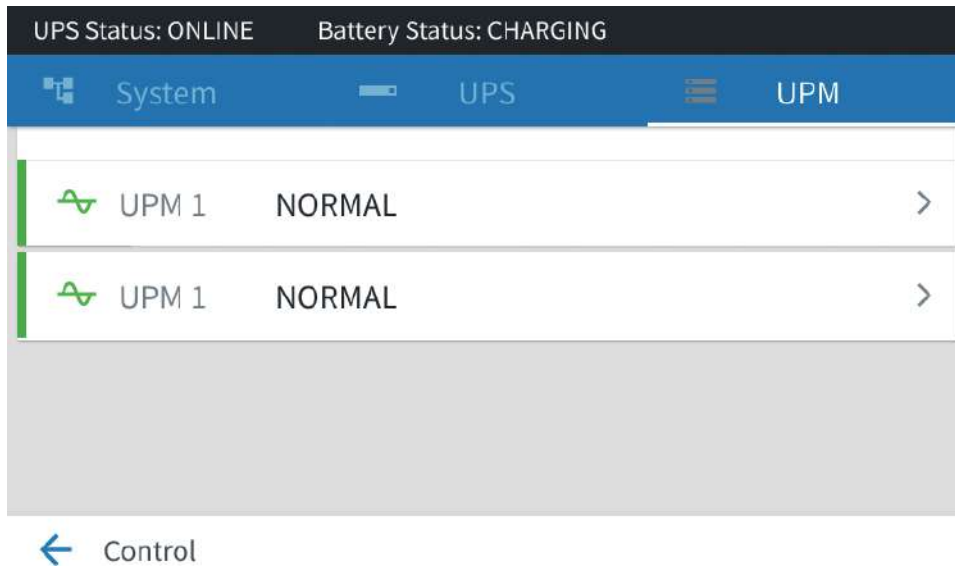 UPS Status: ONLINE Battery Status: CHARGING
System UPS UPM
UPM 1 NORMAL
UPM 1 NORMAL
Control